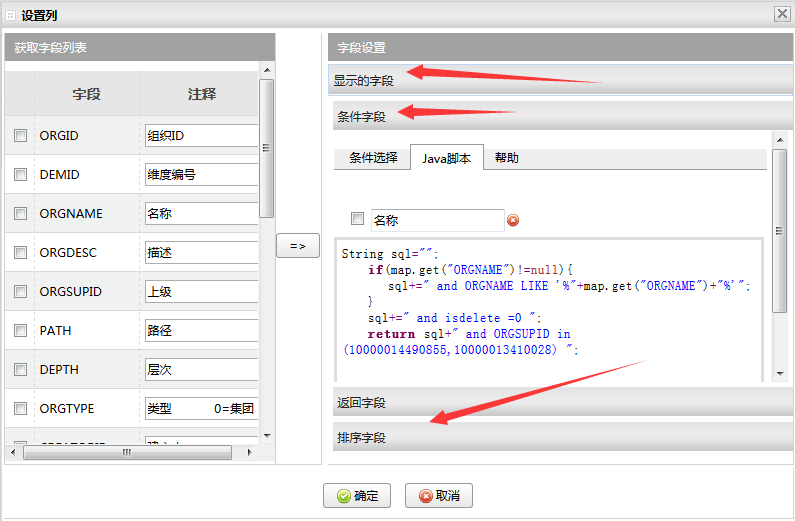 设置列
获取字段列表
字段 注释
ORGID 组织ID
DEMID 维度编号
ORGNAME 名称
ORGDESC 描述
ORGSUPID 上级
PATH 路径
DEPTH 层次
ORGTYPE 类型 0=集团
=>
字段设置
显示的字段
条件字段
条件选择 Java脚本 帮助
名称
String sql="";
if(map.get("ORGNAME")!=null){
sql+=" and ORGNAME LIKE '%"+map.get("ORGNAME")+"%'";
}
sql+=" and isdelete =0 ";
return sql+" and ORGSUPID in
(10000014490855,10000013410028) ";
返回字段
排序字段
确定 取消